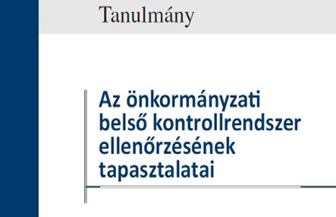 Tanulmány
Az önkormányzati
belső kontrollrendszer
ellenőrzésének
tapasztalatai